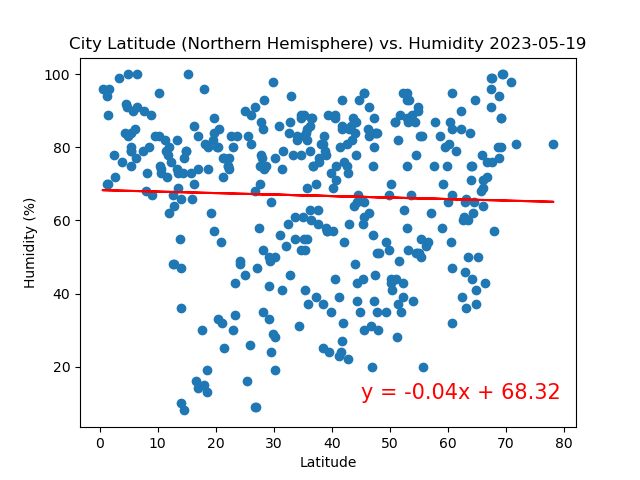 City Latitude (Northern Hemisphere) vs. Humidity 2023-05-19
Humidity (%)
100
80
60
40
20
y = -0.04x + 68.32
0 10 20 30 40 50 60 70 80
Latitude